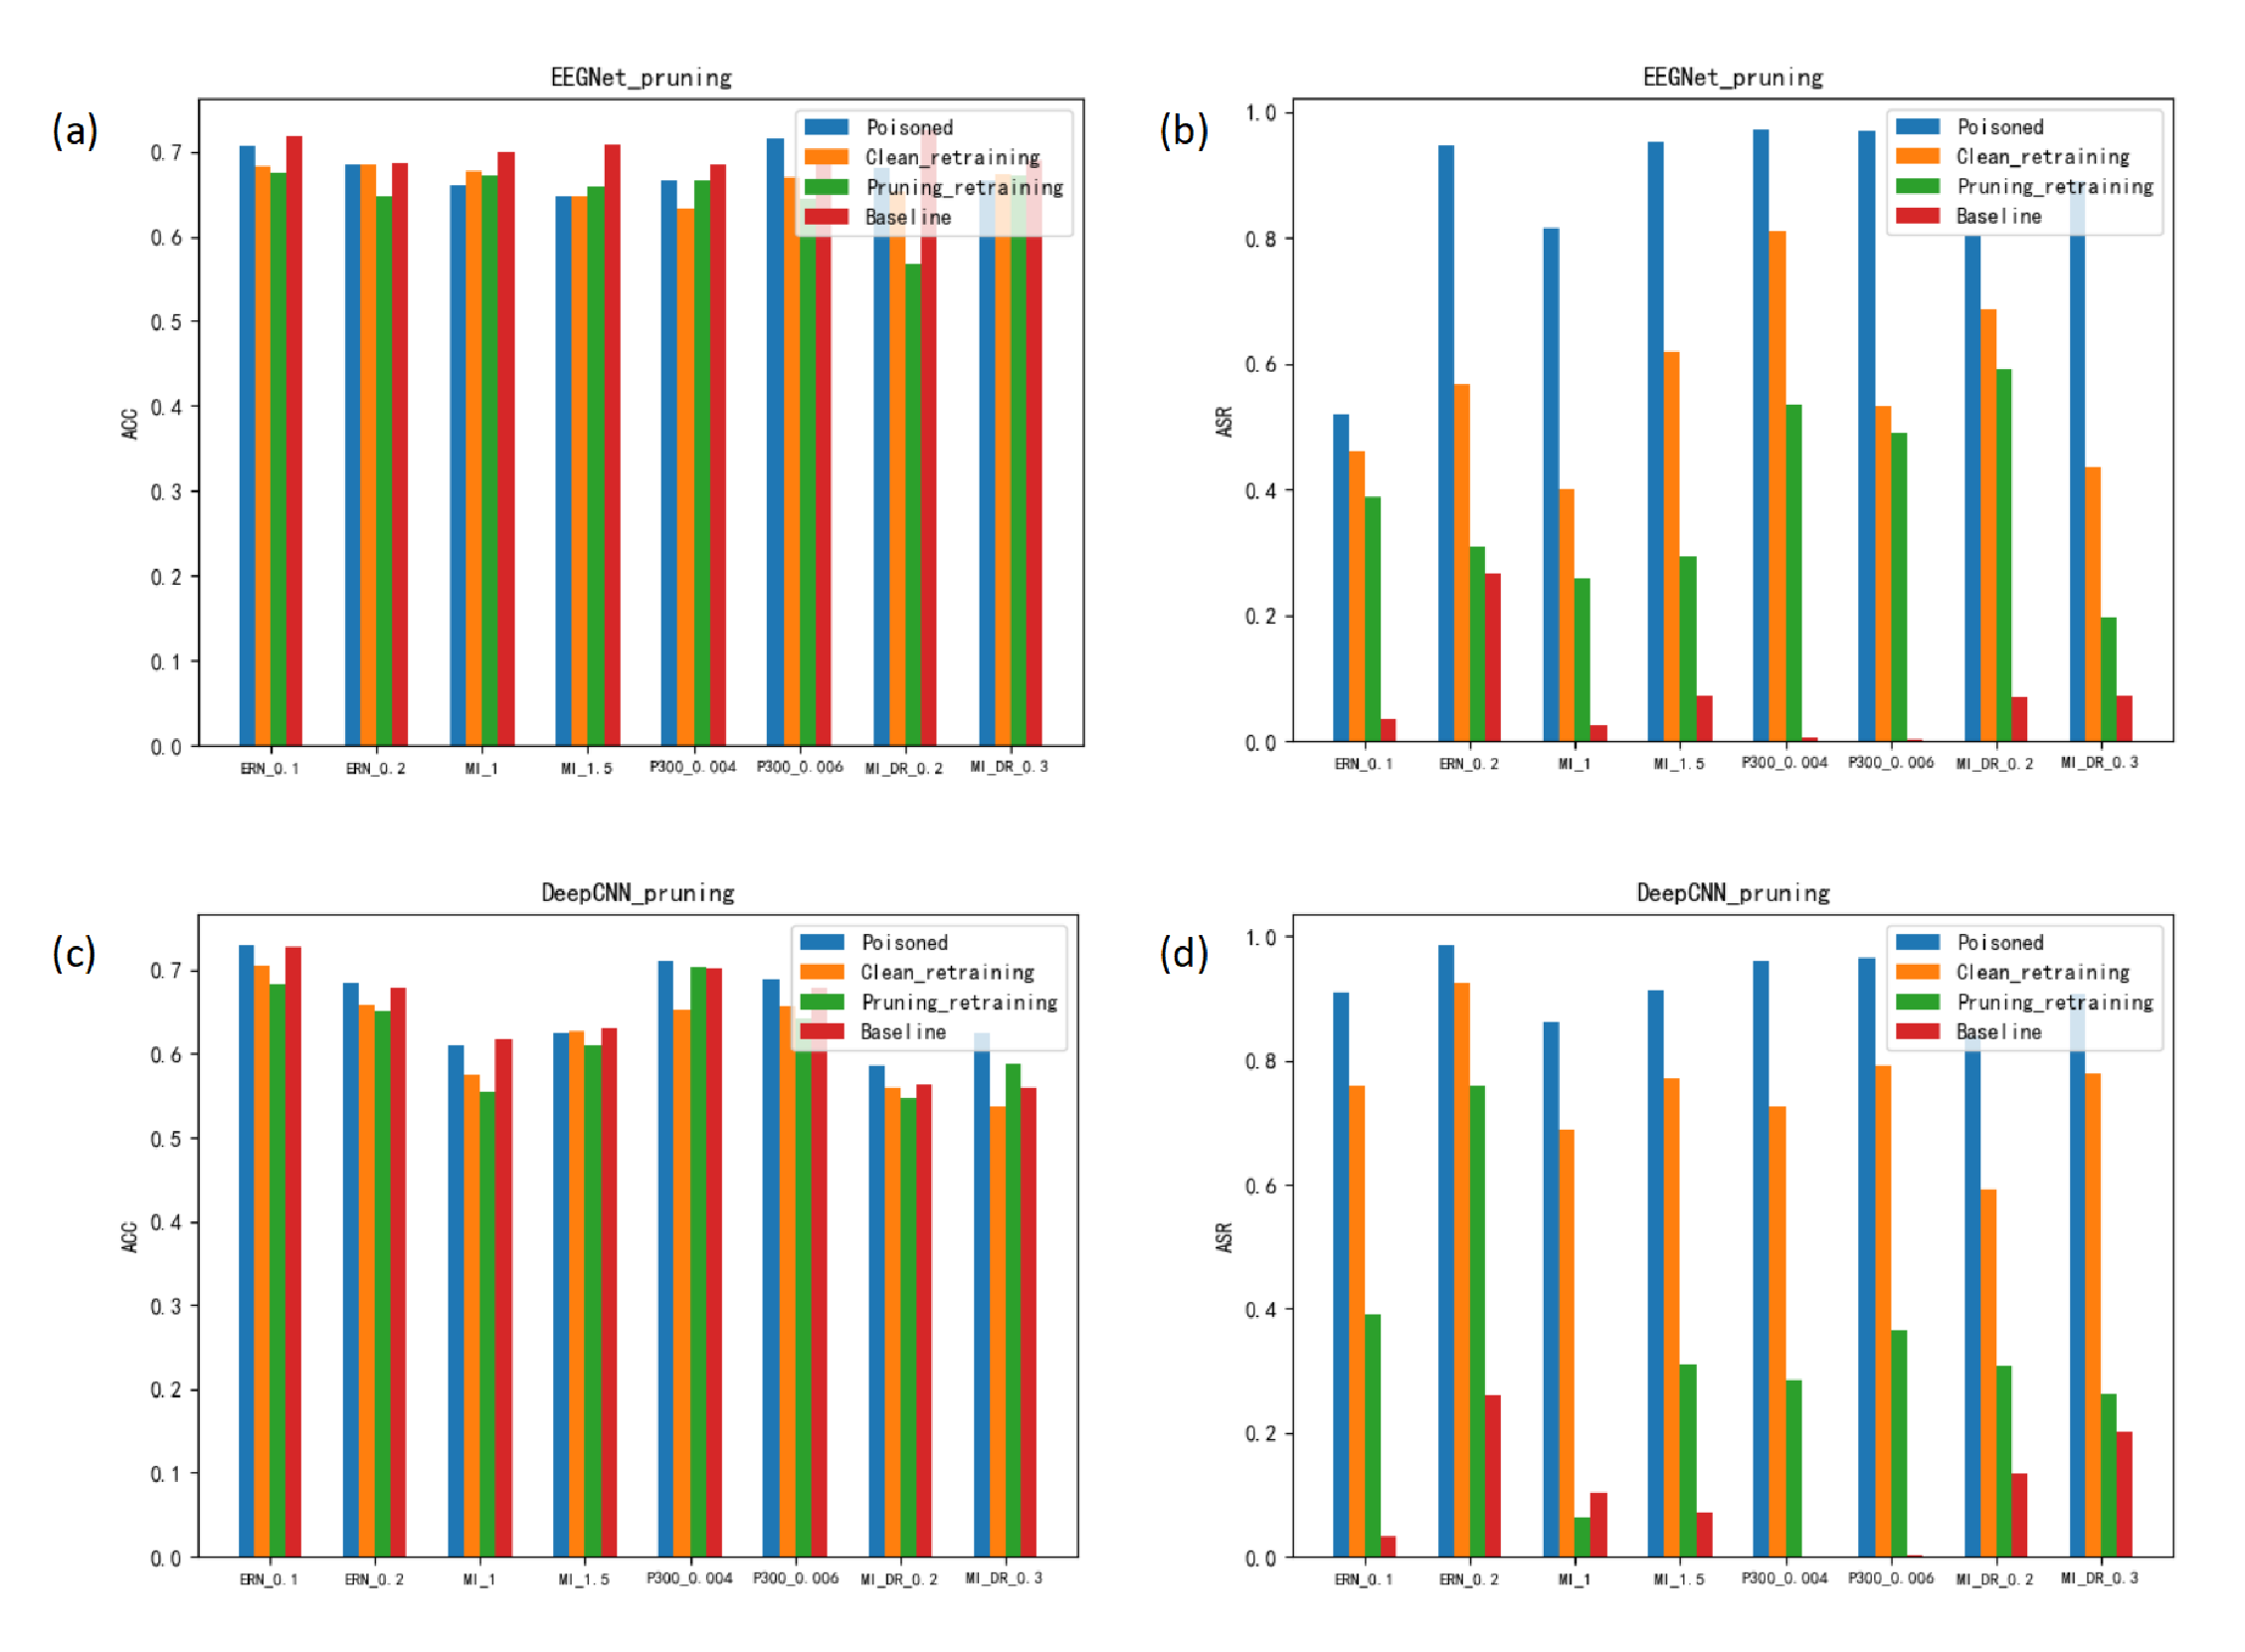 (a)
EEGNet_pruning
ACC
0.7
0.6
0.5
0.4
0.3
0.2
0.1
0.0
Poisoned
Clean_retraining
Pruning_retraining
Baseline
ERN_0.1 ERN_0.2 MI_1 MI_1.5 P300_0.004 P300_0.006 MI_DR_0.2 MI_DR_0.3
(b)
EEGNet_pruning
ASR
1.0
0.8
0.6
0.4
0.2
0.0
Poisoned
Clean_retraining
Pruning_retraining
Baseline
ERN_0.1 ERN_0.2 MI_1 MI_1.5 P300_0.004 P300_0.006 MI_DR_0.2 MI_DR_0.3
(c)
DeepCNN_pruning
ACC
0.7
0.6
0.5
0.4
0.3
0.2
0.1
0.0
Poisoned
Clean_retraining
Pruning_retraining
Baseline
ERN_0.1 ERN_0.2 MI_1 MI_1.5 P300_0.004 P300_0.006 MI_DR_0.2 MI_DR_0.3
(d)
DeepCNN_pruning
ASR
1.0
0.8
0.6
0.4
0.2
0.0
Poisoned
Clean_retraining
Pruning_retraining
Baseline
ERN_0.1 ERN_0.2 MI_1 MI_1.5 P300_0.004 P300_0.006 MI_DR_0.2 MI_DR_0.3